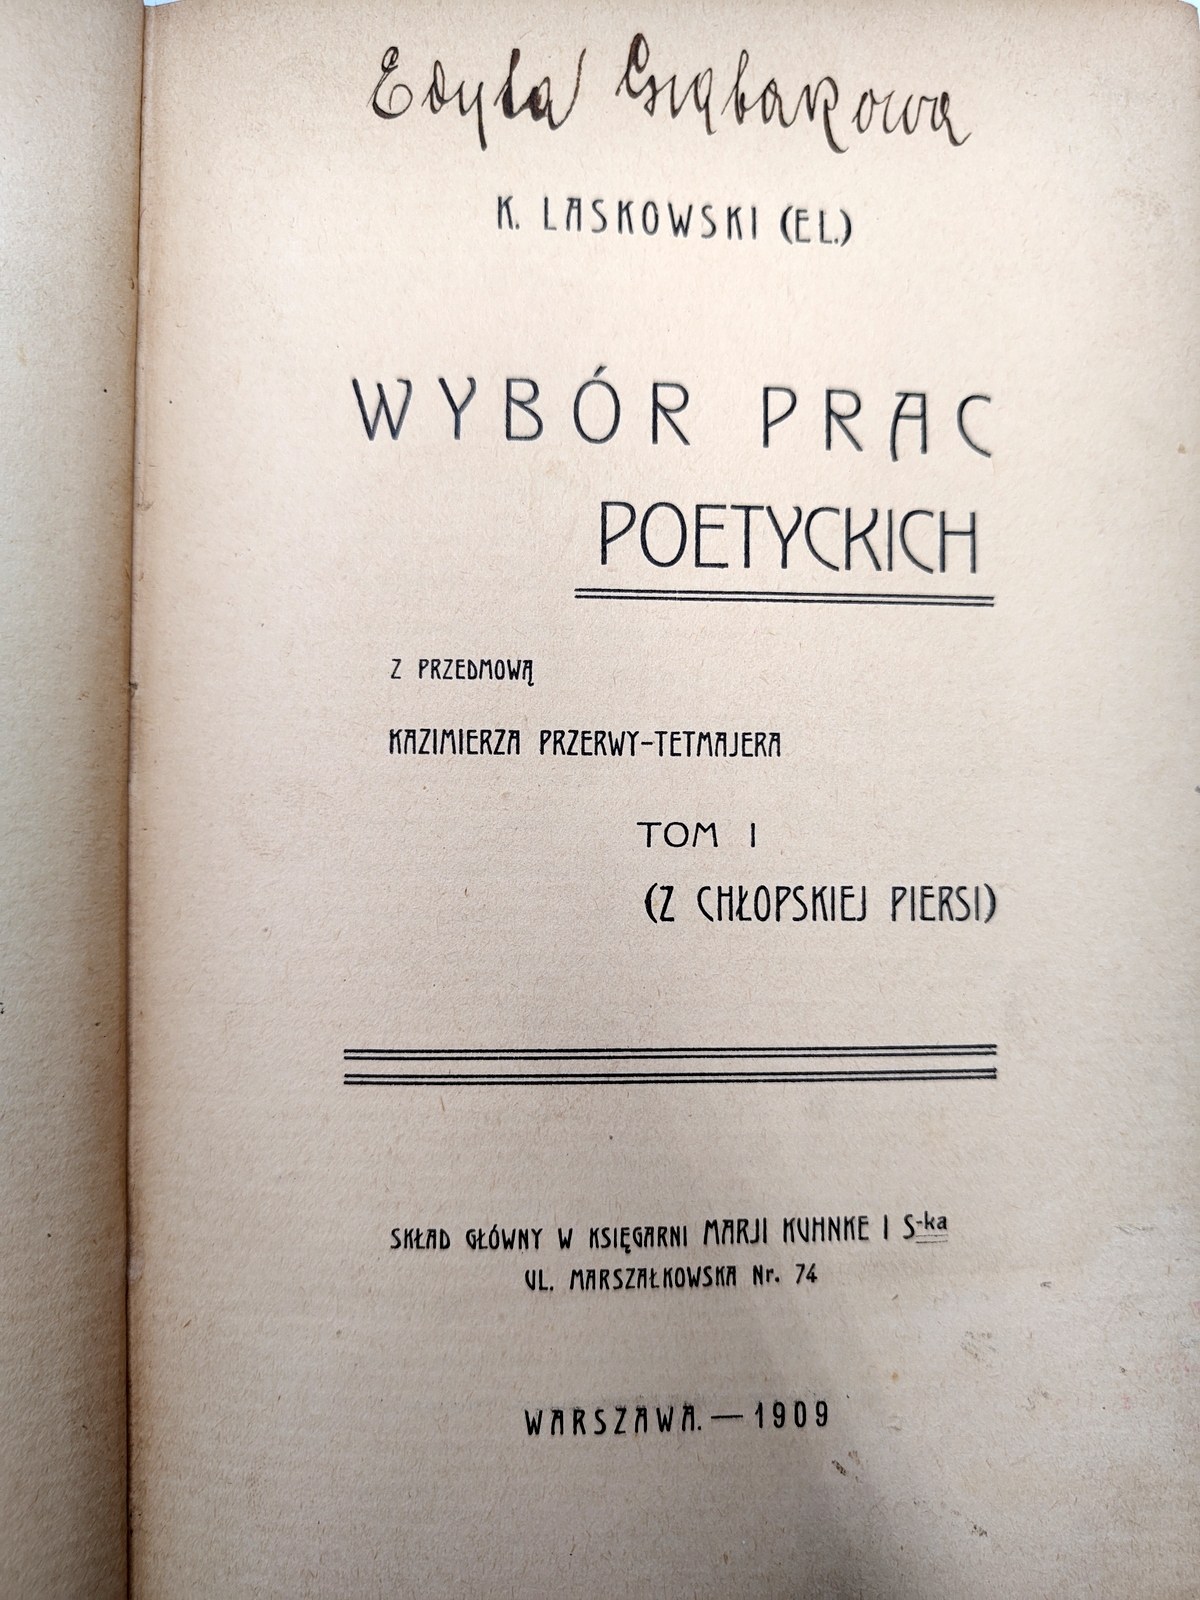 Edyta
K. LASKOWSKI (EL.)
WYBÓR PRAC
POETYCKICH
Z PRZEDMOWĄ
KAZIMIERZA PRZERWY-TETMAJERA
TOM I
(Z CHŁOPSKIEJ PIERSI)
SKŁAD GŁÓWNY W KSIĘGARNI MARJI KUHNKE I S-ka
UL. MARSZAŁKOWSKA Nr. 74
WARSZAWA. — 1909